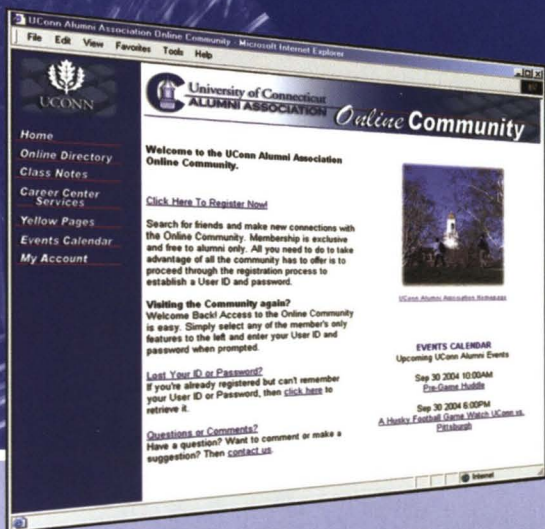 UConn Alumni Association Online Community - Microsoft Internet Explorer
File Edit View Favorites Tools Help
UCONN
Home
Online Directory
Class Notes
Career Center
Services
Yellow Pages
Events Calendar
My Account
University of Connecticut
ALUMNI ASSOCIATION
Online Community
Welcome to the UConn Alumni Association
Online Community.
Click Here To Register Now!
Search for friends and make new connections with
the Online Community. Membership is exclusive
and free to alumni only. All you need to do to take
advantage of all the community has to offer is to
proceed through the registration process to
establish a User ID and password.
Visiting the Community again?
Welcome Back! Access to the Online Community
is easy. Simply select any of the member's only
features to the left and enter your User ID and
password when prompted.
Lost Your ID or Password?
If you're already registered but can't remember
your User ID or Password, then click here to
retrieve it.
Questions or Comments?
Have a question? Want to comment or make a
suggestion? Then contact us.
UConn Alumni Association Homepage
EVENTS CALENDAR
Upcoming UConn Alumni Events
Sep 30 2004 10:00AM
Pre-Game Huddle
Sep 30 2004 6:00PM
A Husky Football Game Watch UConn vs.
Pittsburgh
Internet